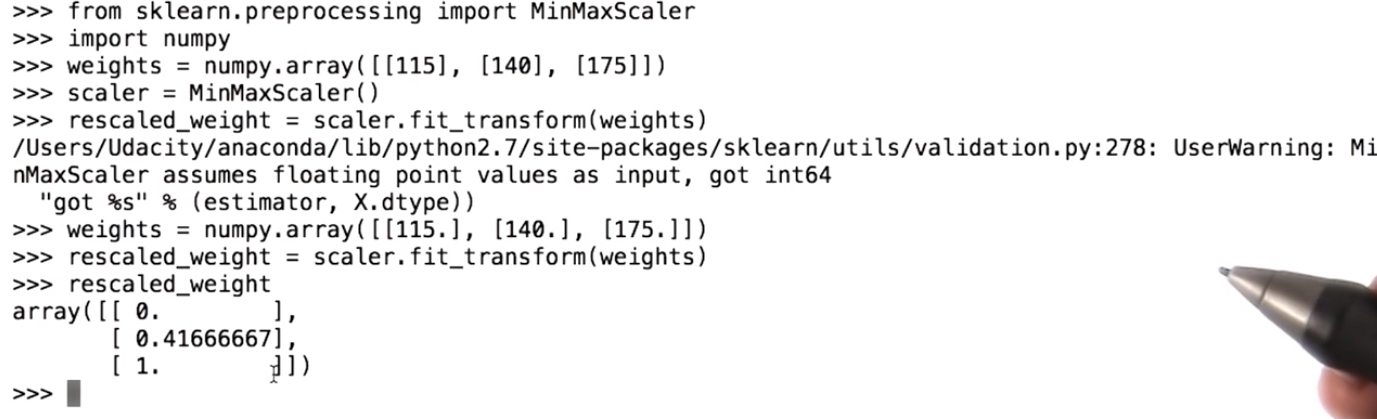 >>> from sklearn.preprocessing import MinMaxScaler
>>> import numpy
>>> weights = numpy.array([[115], [140], [175]])
>>> scaler = MinMaxScaler()
>>> rescaled_weight = scaler.fit_transform(weights)
/Users/Udacity/anaconda/lib/python2.7/site-packages/sklearn/utils/validation.py:278: UserWarning: Mi
nMaxScaler assumes floating point values as input, got int64
  "got %s" % (estimator, X.dtype))
>>> weights = numpy.array([[115.], [140.], [175.]])
>>> rescaled_weight = scaler.fit_transform(weights)
>>> rescaled_weight
array([[ 0.        ],
       [ 0.41666667],
       [ 1.        ]])
>>>